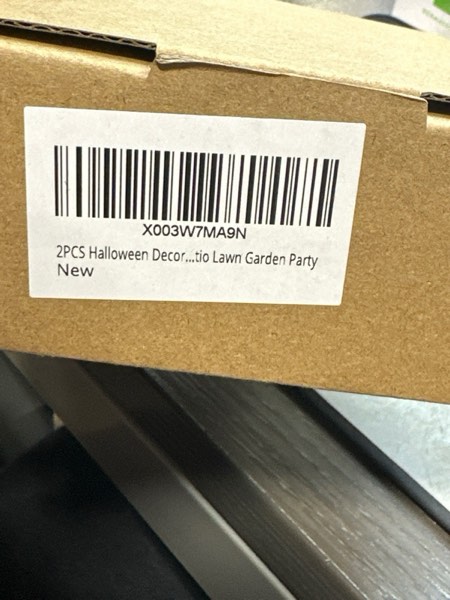 X003W7MA9N
2PCS Halloween Decor...tio Lawn Garden Party
New